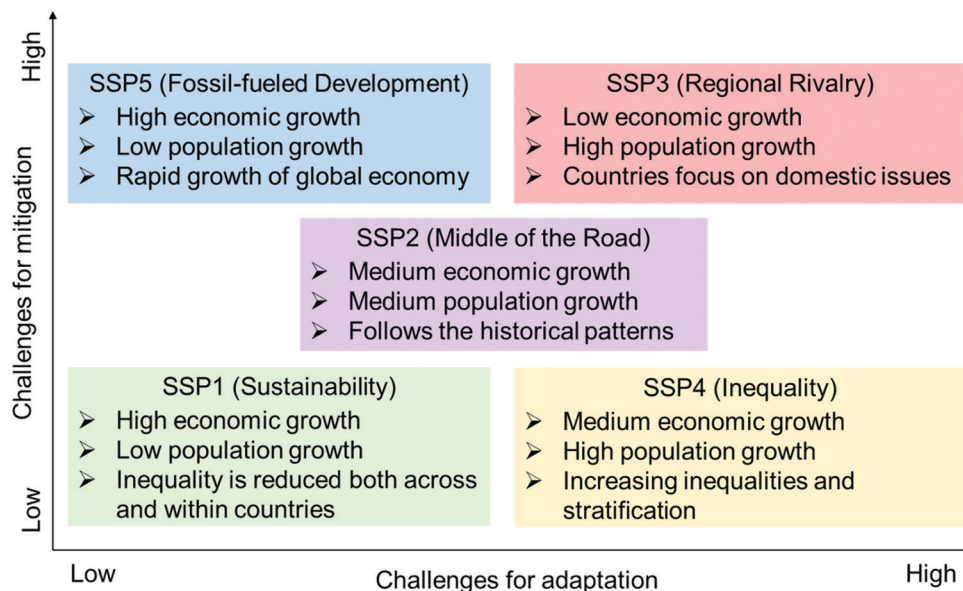 High
Challenges for mitigation
Low
SSP5 (Fossil-fueled Development)
➢ High economic growth
➢ Low population growth
➢ Rapid growth of global economy
SSP3 (Regional Rivalry)
➢ Low economic growth
➢ High population growth
➢ Countries focus on domestic issues
SSP2 (Middle of the Road)
➢ Medium economic growth
➢ Medium population growth
➢ Follows the historical patterns
SSP1 (Sustainability)
➢ High economic growth
➢ Low population growth
➢ Inequality is reduced both across
and within countries
SSP4 (Inequality)
➢ Medium economic growth
➢ High population growth
➢ Increasing inequalities and
stratification
Low
Challenges for adaptation
High